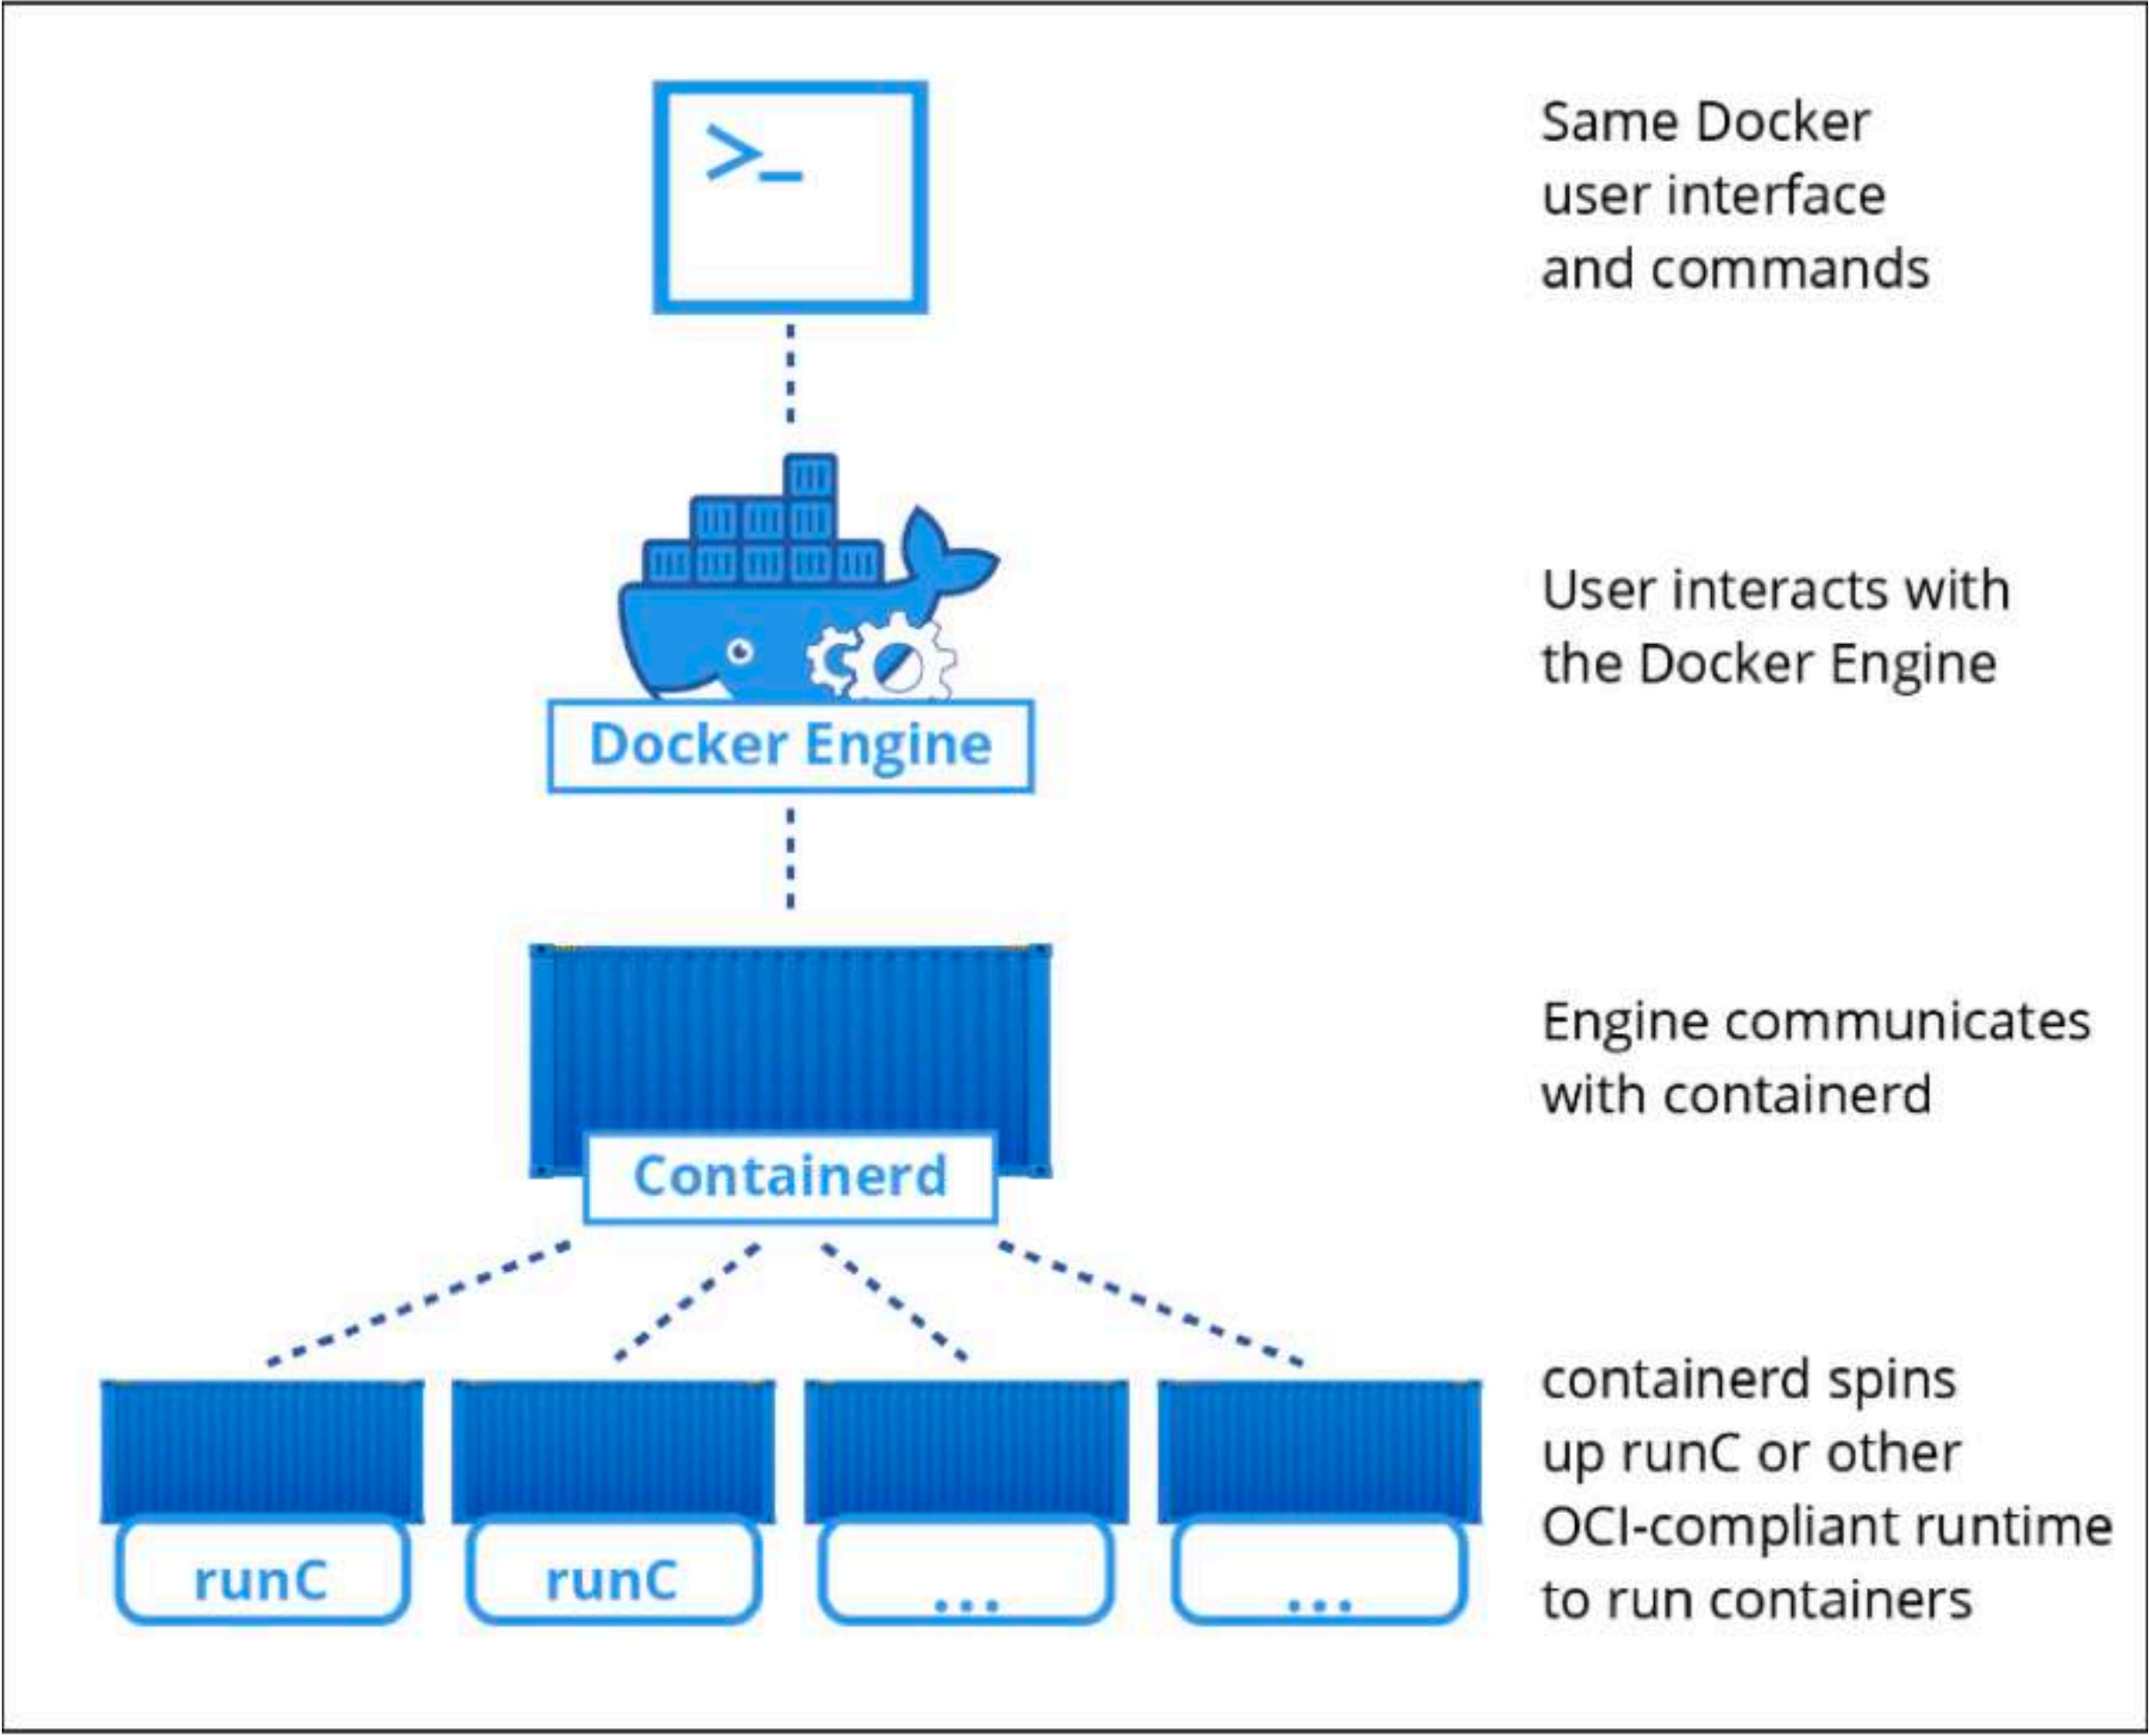 >_
Same Docker
user interface
and commands
User interacts with
the Docker Engine
Docker Engine
Engine communicates
with containerd
Containerd
containerd spins
up runC or other
OCI-compliant runtime
to run containers
runC
runC
...
...